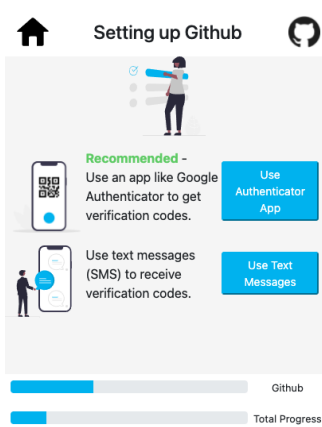 Setting up Github
Recommended -
Use an app like Google
Authenticator to get
verification codes.
Use
Authenticator
App
Use text messages
(SMS) to receive
verification codes.
Use Text
Messages
Github
Total Progress